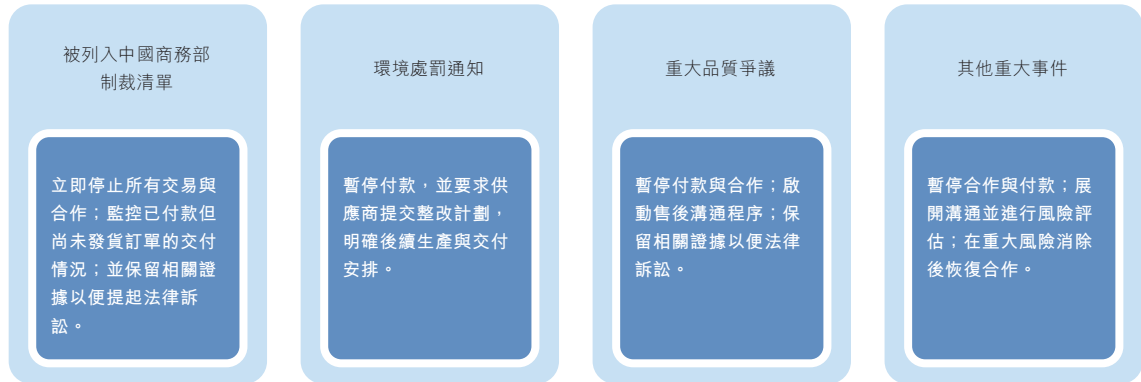 被列入中國商務部
制裁清單
立即停止所有交易與
合作；監控已付款但
尚未發貨訂單的交付
情況；並保留相關證
據以便提起法律訴
訟。
環境處罰通知
暫停付款，並要求供
應商提交整改計劃，
明確後續生產與交付
安排。
重大品質爭議
暫停付款與合作；啟
動售後溝通程序；保
留相關證據以便法律
訴訟。
其他重大事件
暫停合作與付款；展
開溝通並進行風險評
估；在重大風險消除
後恢復合作。